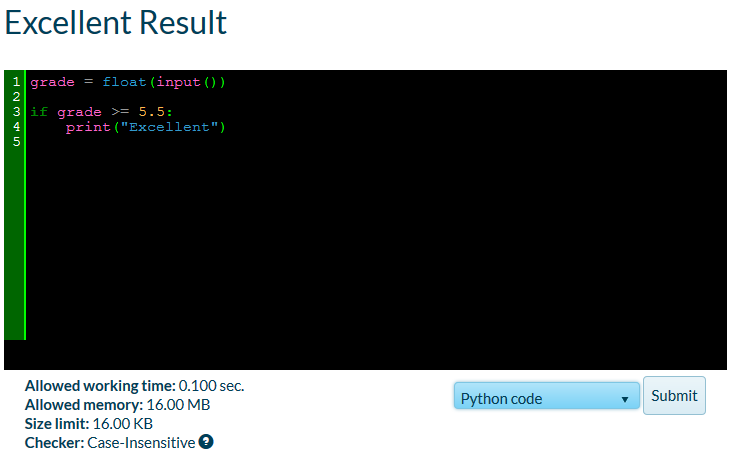 Excellent Result
1 grade = float(input())
2
3 if grade >= 5.5:
4     print("Excellent")
5
Allowed working time: 0.100 sec.
Allowed memory: 16.00 MB
Size limit: 16.00 KB
Checker: Case-Insensitive ?
Python code
Submit